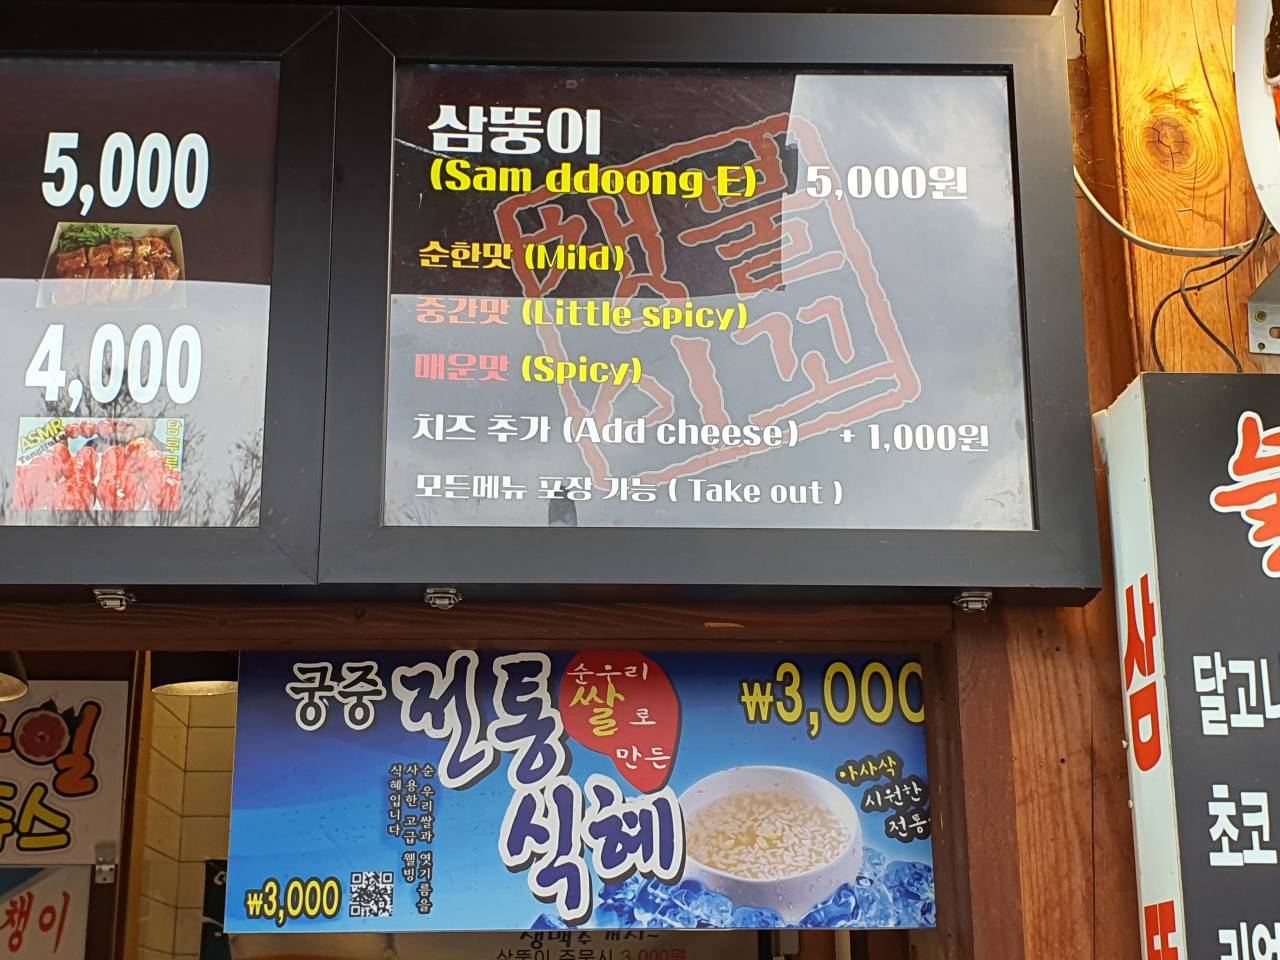 5,000
4,000
ASMR
탕후루
삼뚱이
(Sam ddoong E) 5,000원
순한맛 (Mild)
중간맛 (Little spicy)
매운맛 (Spicy)
치즈 추가 (Add cheese) + 1,000원
모든메뉴 포장 가능 ( Take out )
궁중 전통 식혜
순우리
쌀로
만든
₩3,000
순 우리쌀과 엿기름을
사용한 고급 웰빙
식혜입니다
아사삭
시원한
전통
₩3,000
일
쥬스
챙이
삼뚱이 주문시 3,000원
삼
달고나
초코